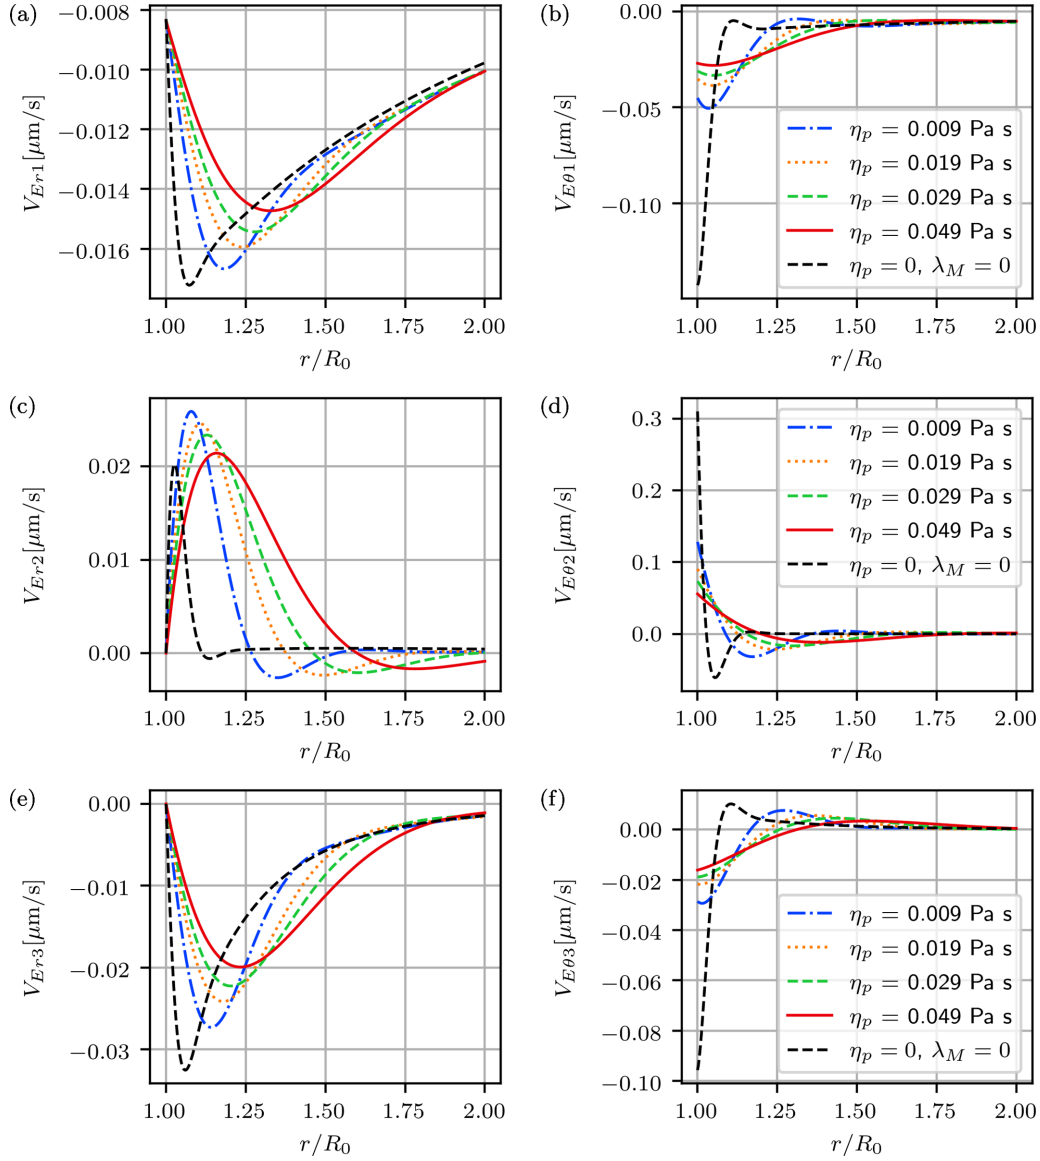 (a)
−0.008
−0.010
−0.012
−0.014
−0.016
V_{Er1}[μm/s]
1.00 1.25 1.50 1.75 2.00
r/R_0
(b)
0.00
−0.05
−0.10
V_{Eθ1}[μm/s]
η_p = 0.009 Pa s
η_p = 0.019 Pa s
η_p = 0.029 Pa s
η_p = 0.049 Pa s
η_p = 0, λ_M = 0
1.00 1.25 1.50 1.75 2.00
r/R_0
(c)
0.02
0.01
0.00
V_{Er2}[μm/s]
1.00 1.25 1.50 1.75 2.00
r/R_0
(d)
0.3
0.2
0.1
0.0
V_{Eθ2}[μm/s]
η_p = 0.009 Pa s
η_p = 0.019 Pa s
η_p = 0.029 Pa s
η_p = 0.049 Pa s
η_p = 0, λ_M = 0
1.00 1.25 1.50 1.75 2.00
r/R_0
(e)
0.00
−0.01
−0.02
−0.03
V_{Er3}[μm/s]
1.00 1.25 1.50 1.75 2.00
r/R_0
(f)
0.00
−0.02
−0.04
−0.06
−0.08
−0.10
V_{Eθ3}[μm/s]
η_p = 0.009 Pa s
η_p = 0.019 Pa s
η_p = 0.029 Pa s
η_p = 0.049 Pa s
η_p = 0, λ_M = 0
1.00 1.25 1.50 1.75 2.00
r/R_0